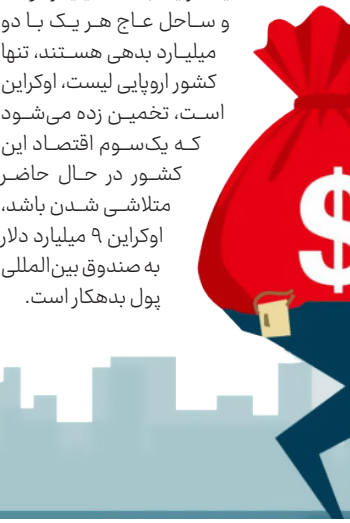 و ساحل عاج هر یک با دو
میلیارد بدهی هستند، تنها
کشور اروپایی لیست، اوکراین
است، تخمین زده می‌شود
که یک‌سوم اقتصاد این
کشور در حال حاضر
متلاشی شدن باشد،
اوکراین ۹ میلیارد دلار
به صندوق بین‌المللی
پول بدهکار است.
$